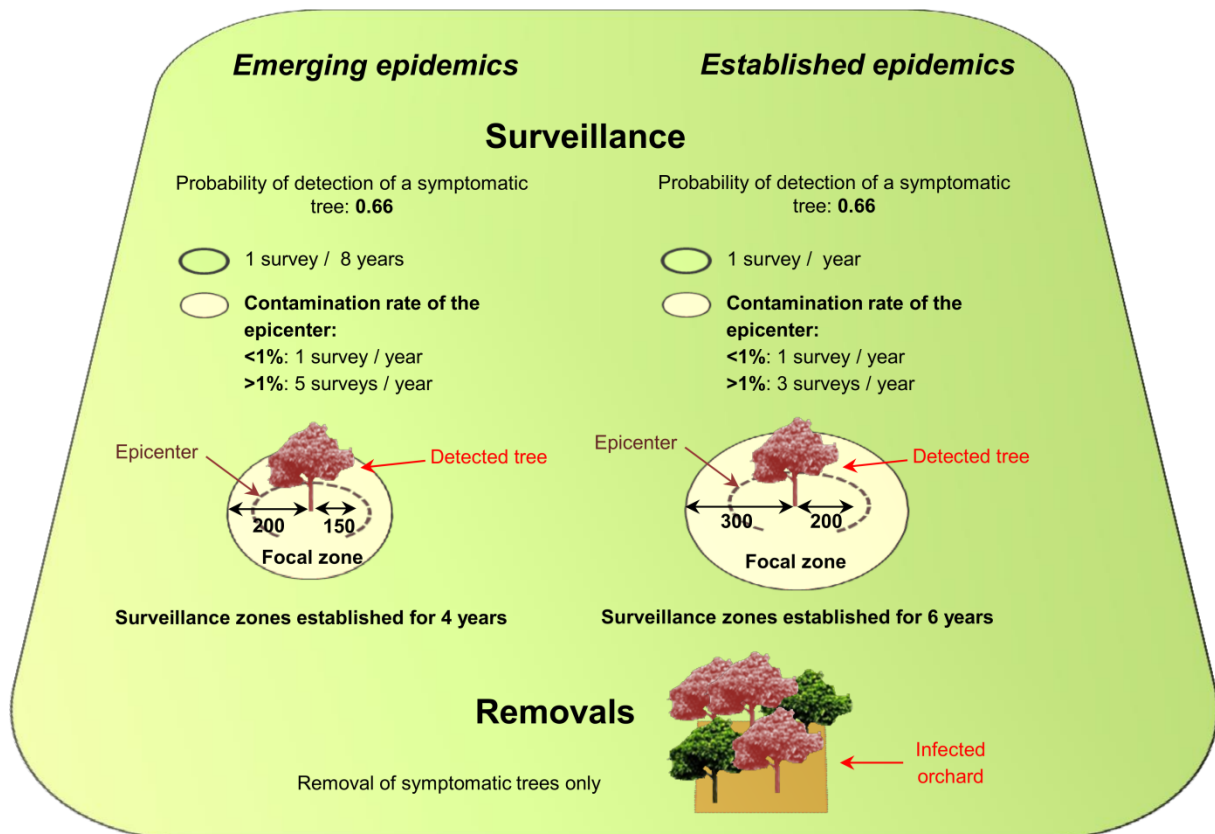 Emerging epidemics
Established epidemics
Surveillance
Probability of detection of a symptomatic
tree: 0.66
1 survey / 8 years
Contamination rate of the
epicenter:
<1%: 1 survey / year
>1%: 5 surveys / year
Epicenter
Detected tree
200
150
Focal zone
Surveillance zones established for 4 years
Probability of detection of a symptomatic
tree: 0.66
1 survey / year
Contamination rate of the
epicenter:
<1%: 1 survey / year
>1%: 3 surveys / year
Epicenter
Detected tree
300
200
Focal zone
Surveillance zones established for 6 years
Removals
Removal of symptomatic trees only
Infected
orchard